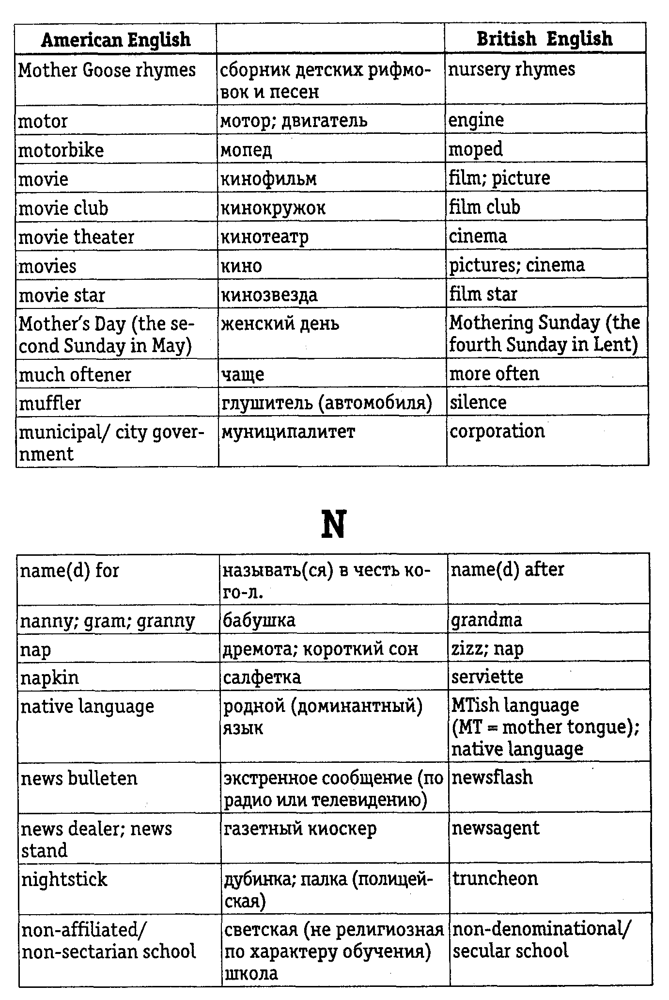 American English British English
Mother Goose rhymes сборник детских рифмо- nursery rhymes
вок и песен
motor мотор; двигатель engine
motorbike мопед moped
movie кинофильм film; picture
movie club кинокружок film club
movie theater кинотеатр cinema
movies кино pictures; cinema
movie star кинозвезда film star
Mother's Day (the se- женский день Mothering Sunday (the
cond Sunday in May) fourth Sunday in Lent)
much oftener чаще more often
muffler глушитель (автомобиля) silence
municipal/ city gover- муниципалитет corporation
nment
N
name(d) for называть(ся) в честь ко- name(d) after
го-л.
nanny; gram; granny бабушка grandma
nap дремота; короткий сон zizz; nap
napkin салфетка serviette
native language родной (доминантный) MTish language
язык (MT = mother tongue);
native language
news bulleten экстренное сообщение (по newsflash
радио или телевидению)
news dealer; news газетный киоскер newsagent
stand
nightstick дубинка; палка (полицей- truncheon
ская)
non-affiliated/ светская (не религиозная non-denominational/
non-sectarian school по характеру обучения) secular school
школа